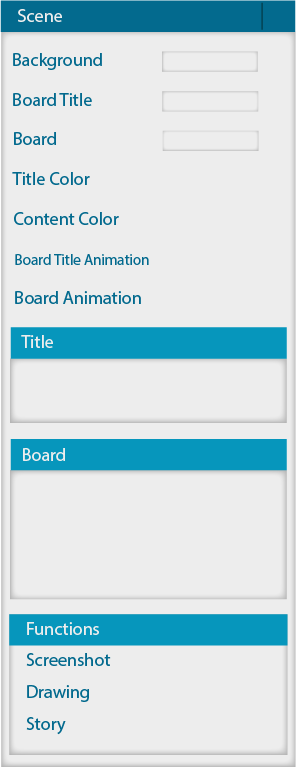 Scene
Background
Board Title
Board
Title Color
Content Color
Board Title Animation
Board Animation
Title
Board
Functions
Screenshot
Drawing
Story